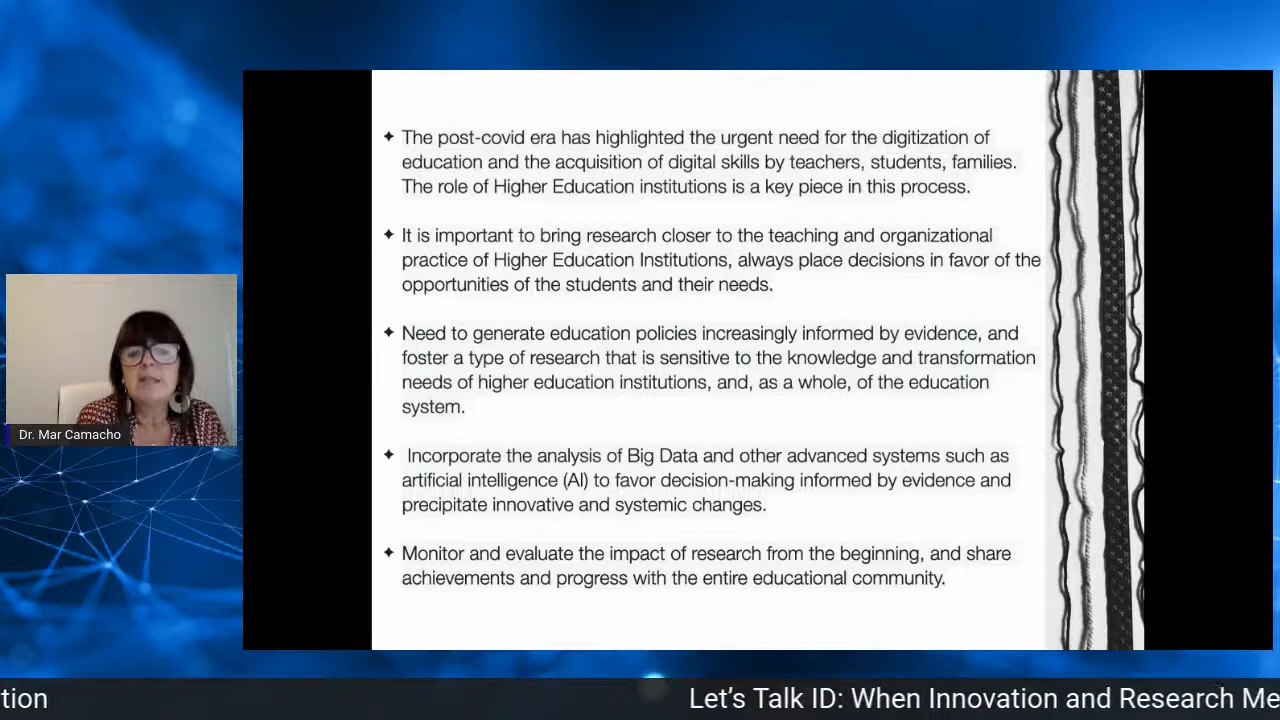 ✦ The post-covid era has highlighted the urgent need for the digitization of
education and the acquisition of digital skills by teachers, students, families.
The role of Higher Education institutions is a key piece in this process.
✦ It is important to bring research closer to the teaching and organizational
practice of Higher Education Institutions, always place decisions in favor of the
opportunities of the students and their needs.
✦ Need to generate education policies increasingly informed by evidence, and
foster a type of research that is sensitive to the knowledge and transformation
needs of higher education institutions, and, as a whole, of the education
system.
✦ Incorporate the analysis of Big Data and other advanced systems such as
artificial intelligence (AI) to favor decision-making informed by evidence and
precipitate innovative and systemic changes.
✦ Monitor and evaluate the impact of research from the beginning, and share
achievements and progress with the entire educational community.
Dr. Mar Camacho
tion
Let’s Talk ID: When Innovation and Research Me